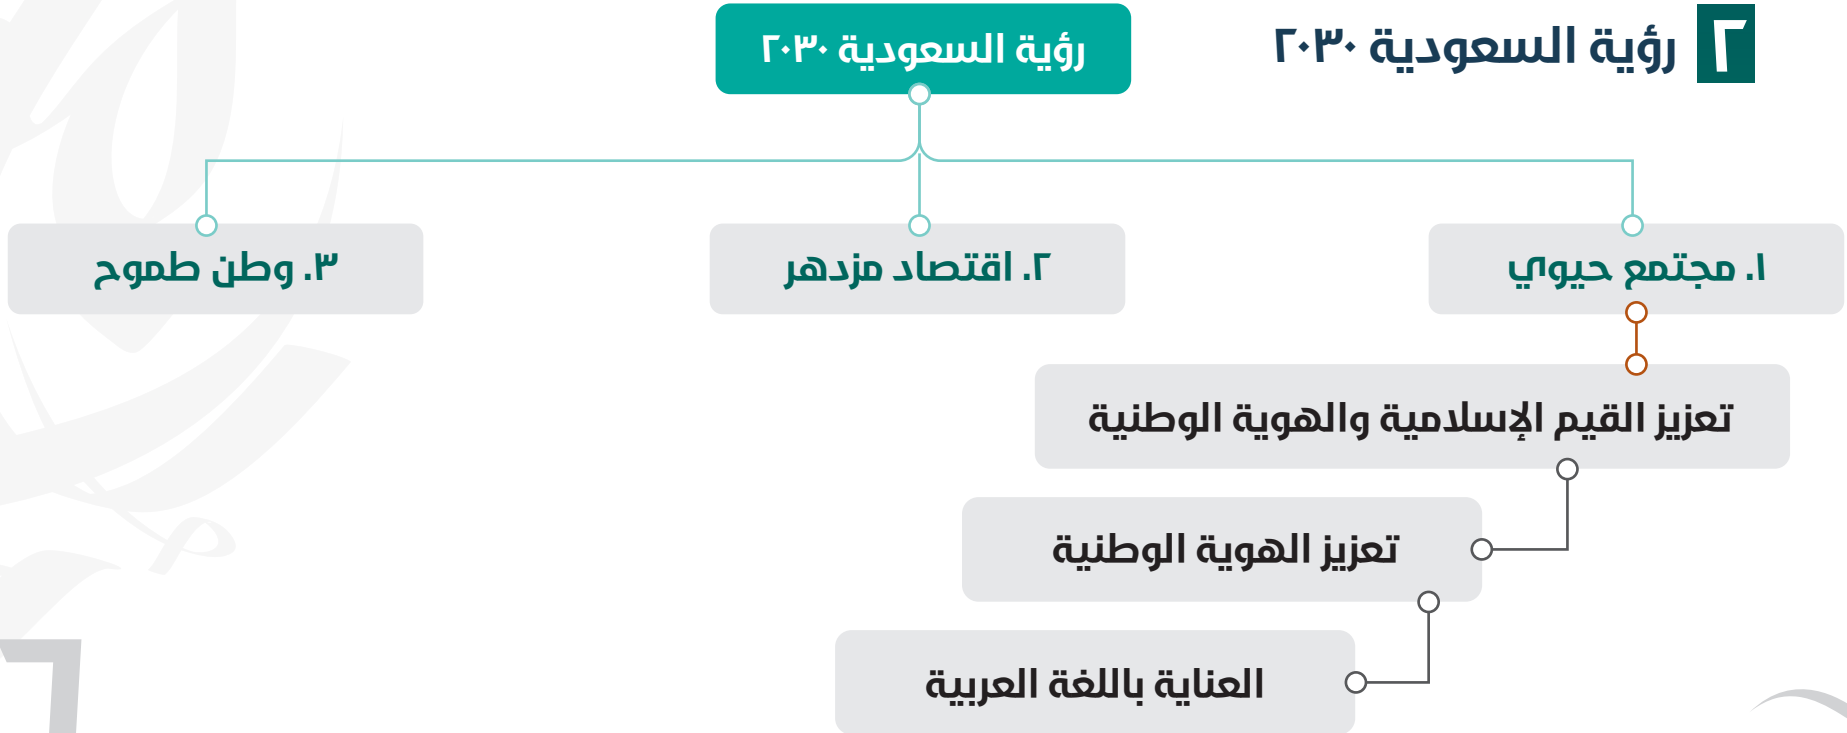 ٢
رؤية السعودية ٢٠٣٠
رؤية السعودية ٢٠٣٠
١. مجتمع حيوي
٢. اقتصاد مزدهر
٣. وطن طموح
تعزيز القيم الإسلامية والهوية الوطنية
تعزيز الهوية الوطنية
العناية باللغة العربية